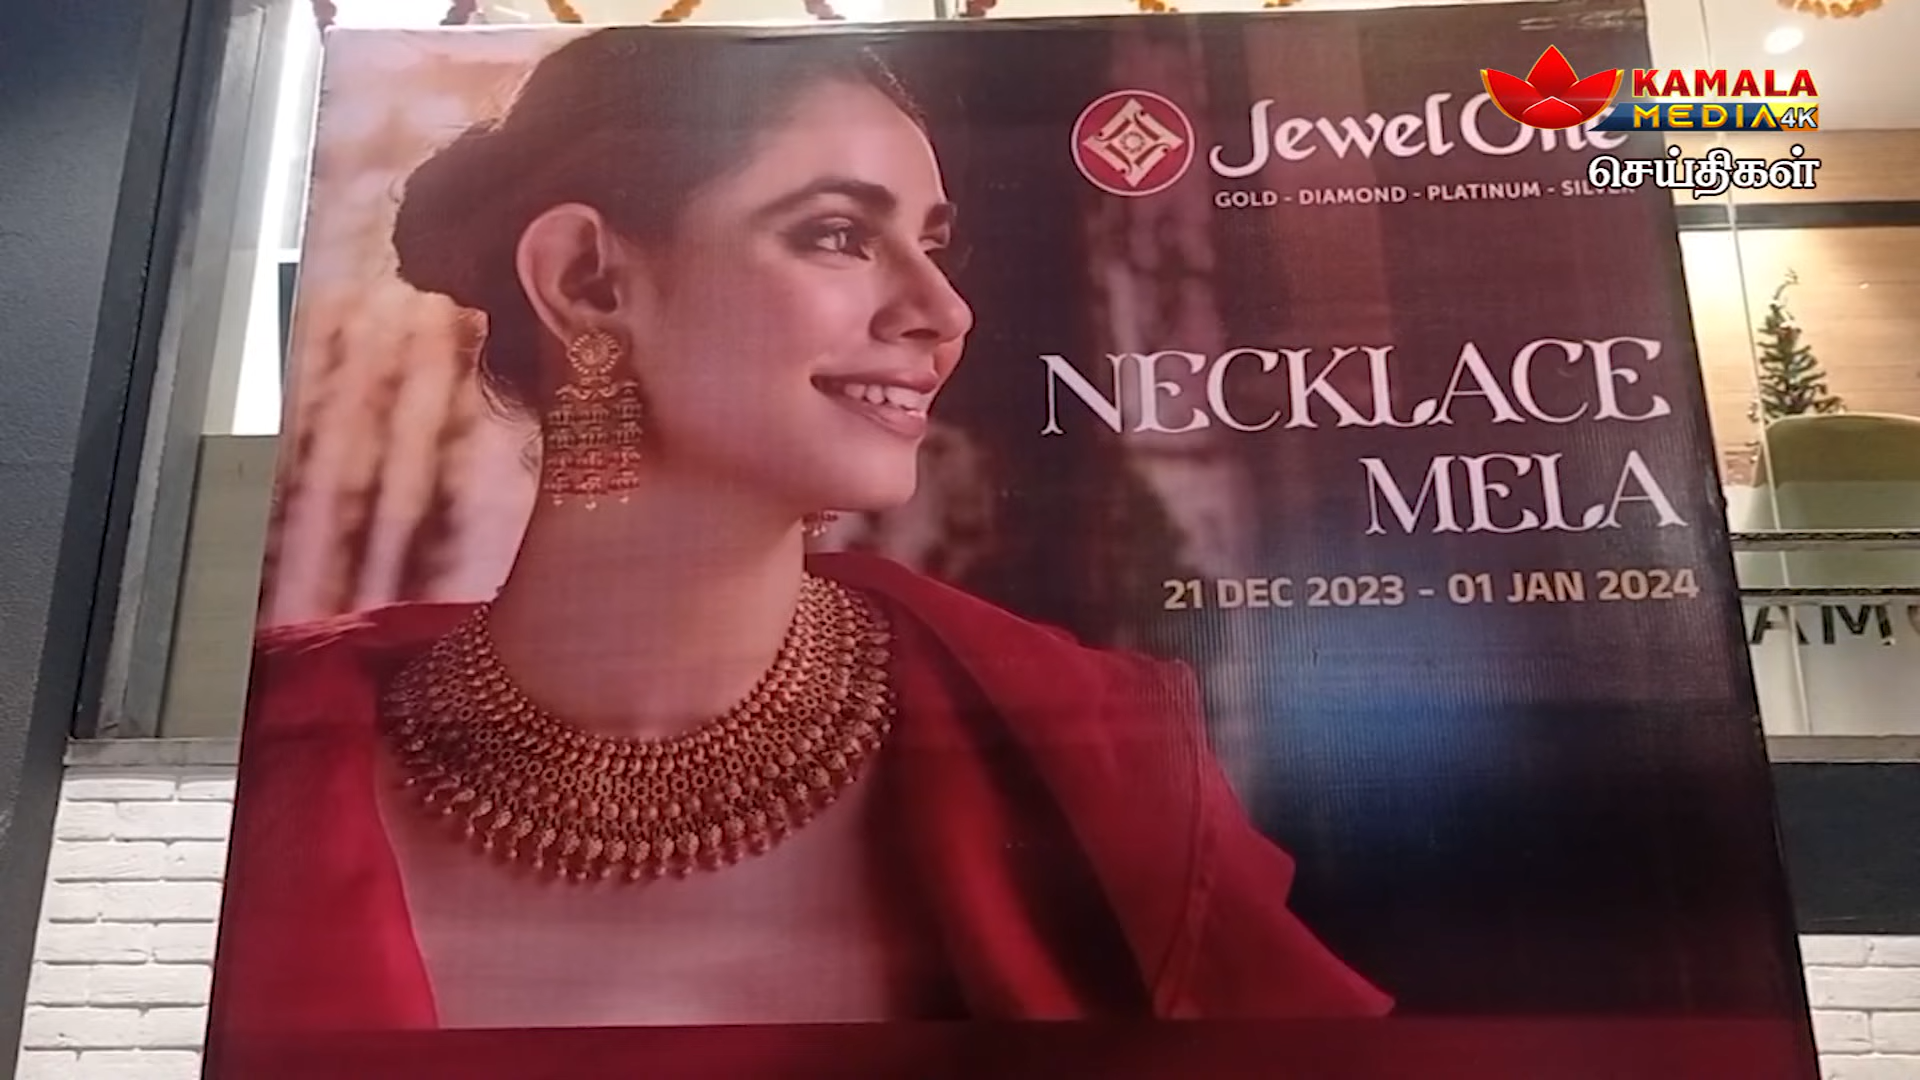 KAMALA
MEDIA 4K
செய்திகள்
Jewel One
GOLD - DIAMOND - PLATINUM - SILVER
NECKLACE
MELA
21 DEC 2023 - 01 JAN 2024